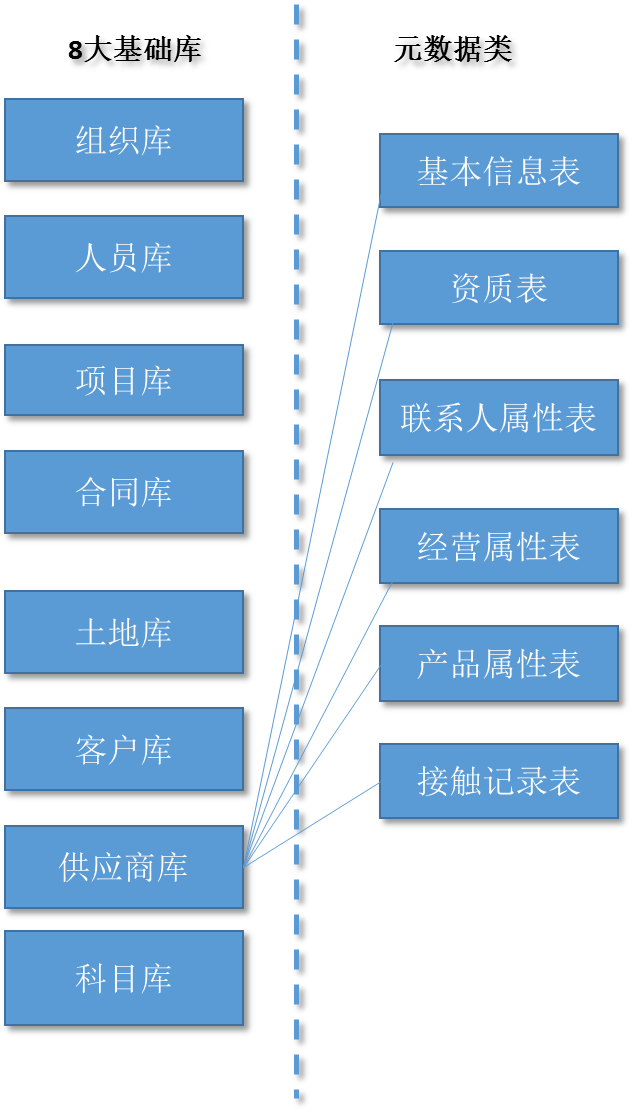 8大基础库
组织库
人员库
项目库
合同库
土地库
客户库
供应商库
科目库
元数据类
基本信息表
资质表
联系人属性表
经营属性表
产品属性表
接触记录表